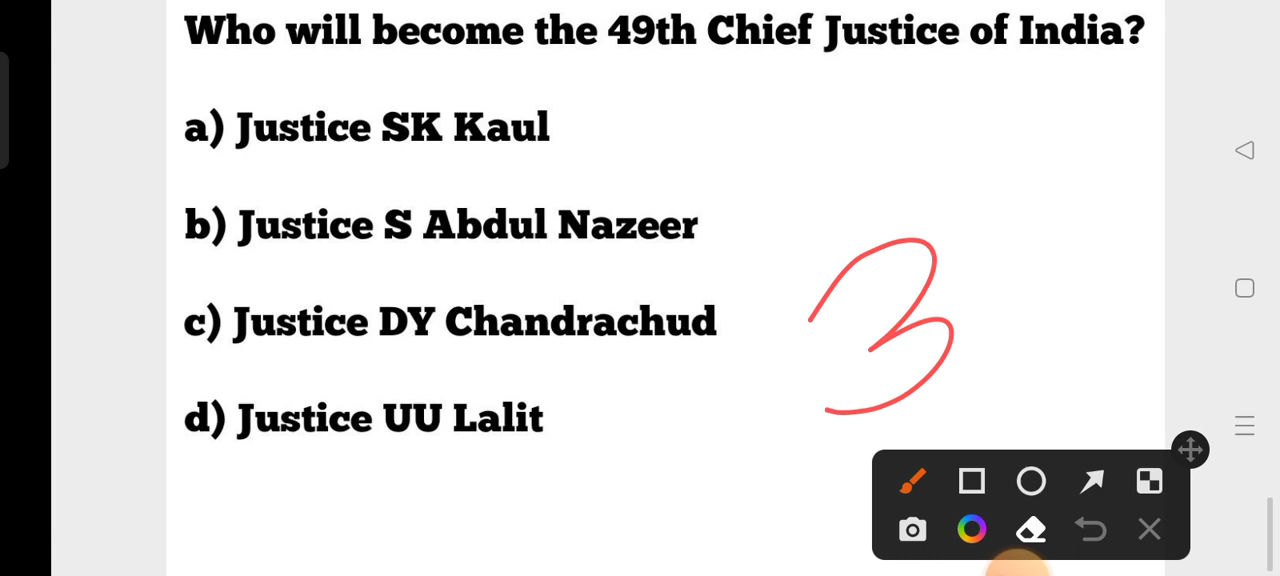 Who will become the 49th Chief Justice of India?
a) Justice SK Kaul
b) Justice S Abdul Nazeer
c) Justice DY Chandrachud
3
d) Justice UU Lalit